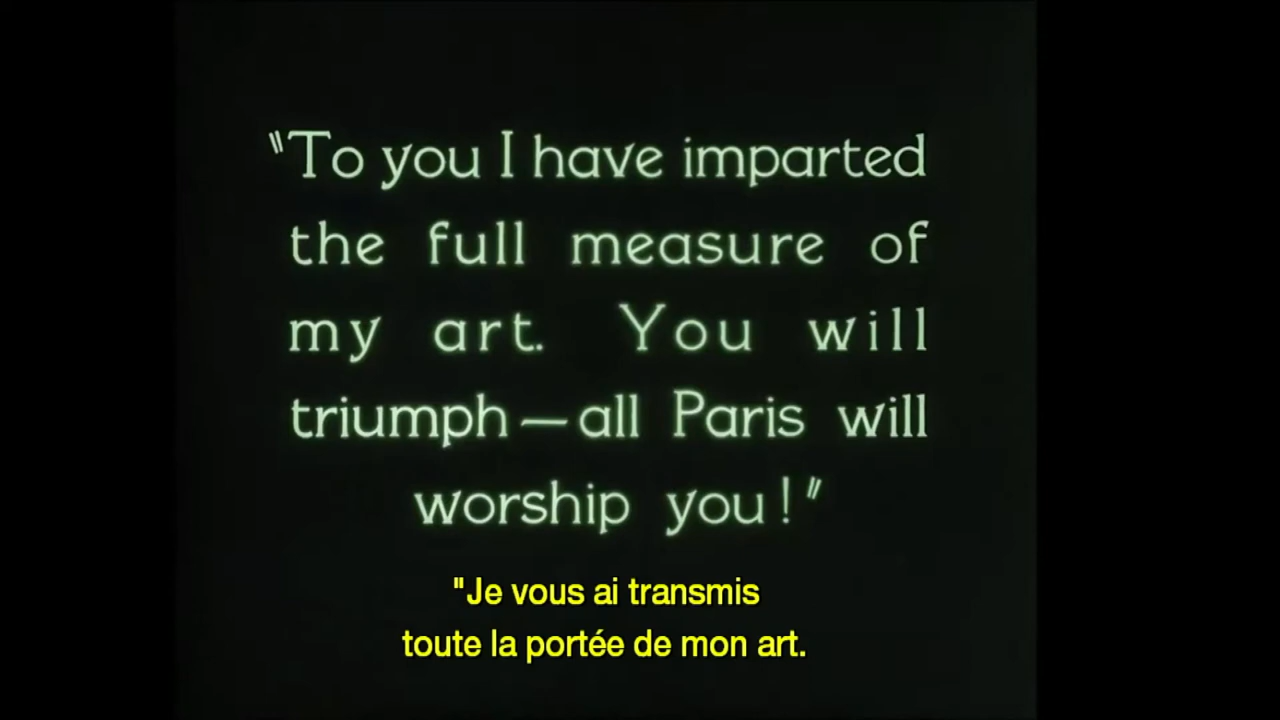 "To you I have imparted
the full measure of
my art. You will
triumph—all Paris will
worship you!"
"Je vous ai transmis
toute la portée de mon art.